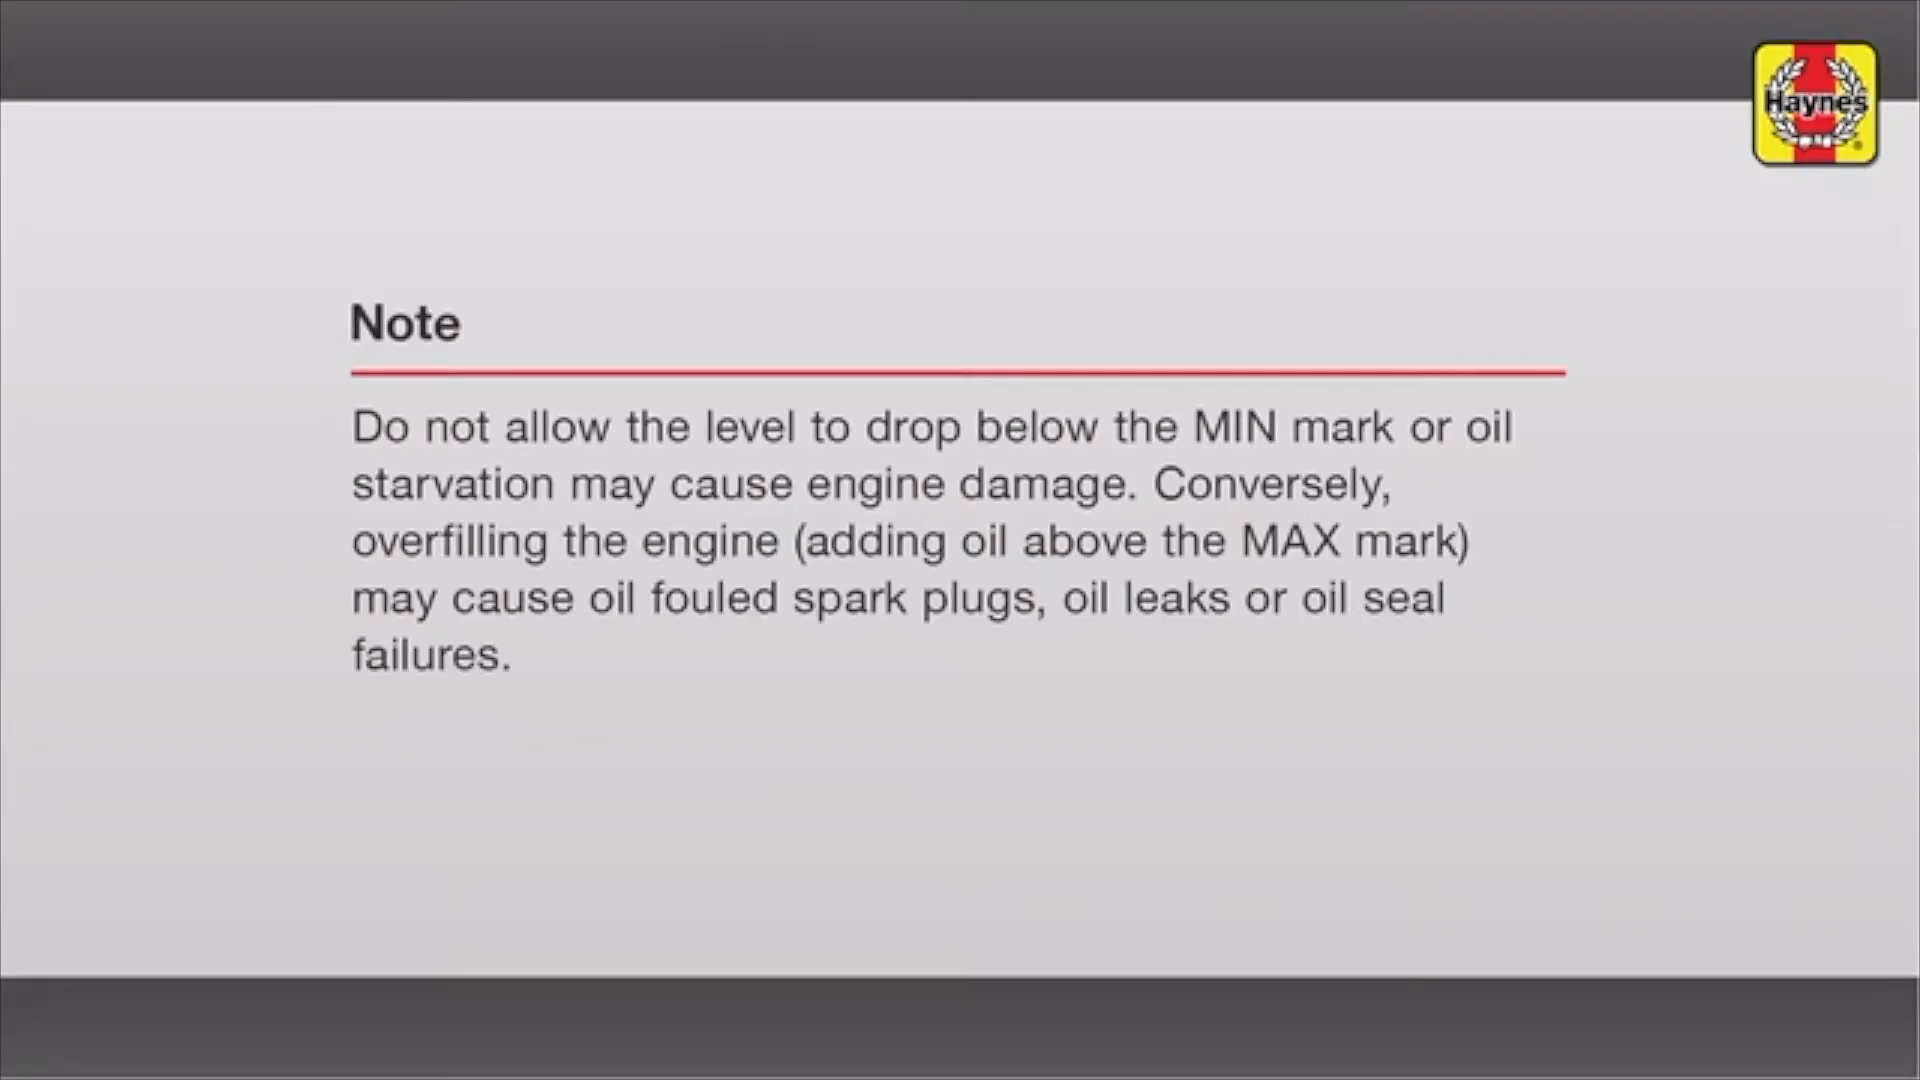 Haynes
Note
Do not allow the level to drop below the MIN mark or oil
starvation may cause engine damage. Conversely,
overfilling the engine (adding oil above the MAX mark)
may cause oil fouled spark plugs, oil leaks or oil seal
failures.